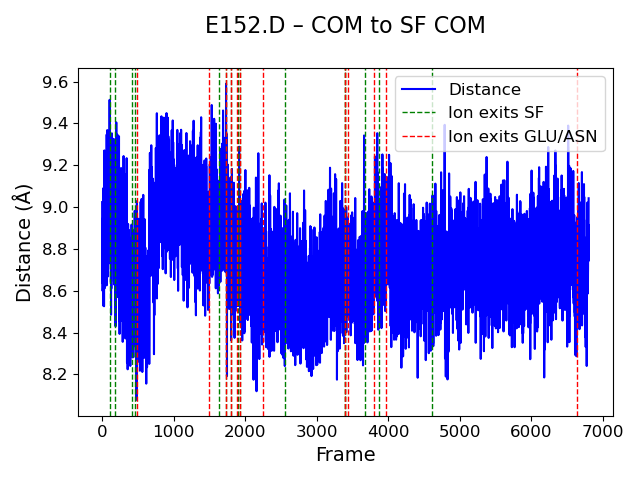 E152.D – COM to SF COM
Distance (Å)
9.6
9.4
9.2
9.0
8.8
8.6
8.4
8.2
Distance
Ion exits SF
Ion exits GLU/ASN
0
1000
2000
3000
4000
5000
6000
7000
Frame